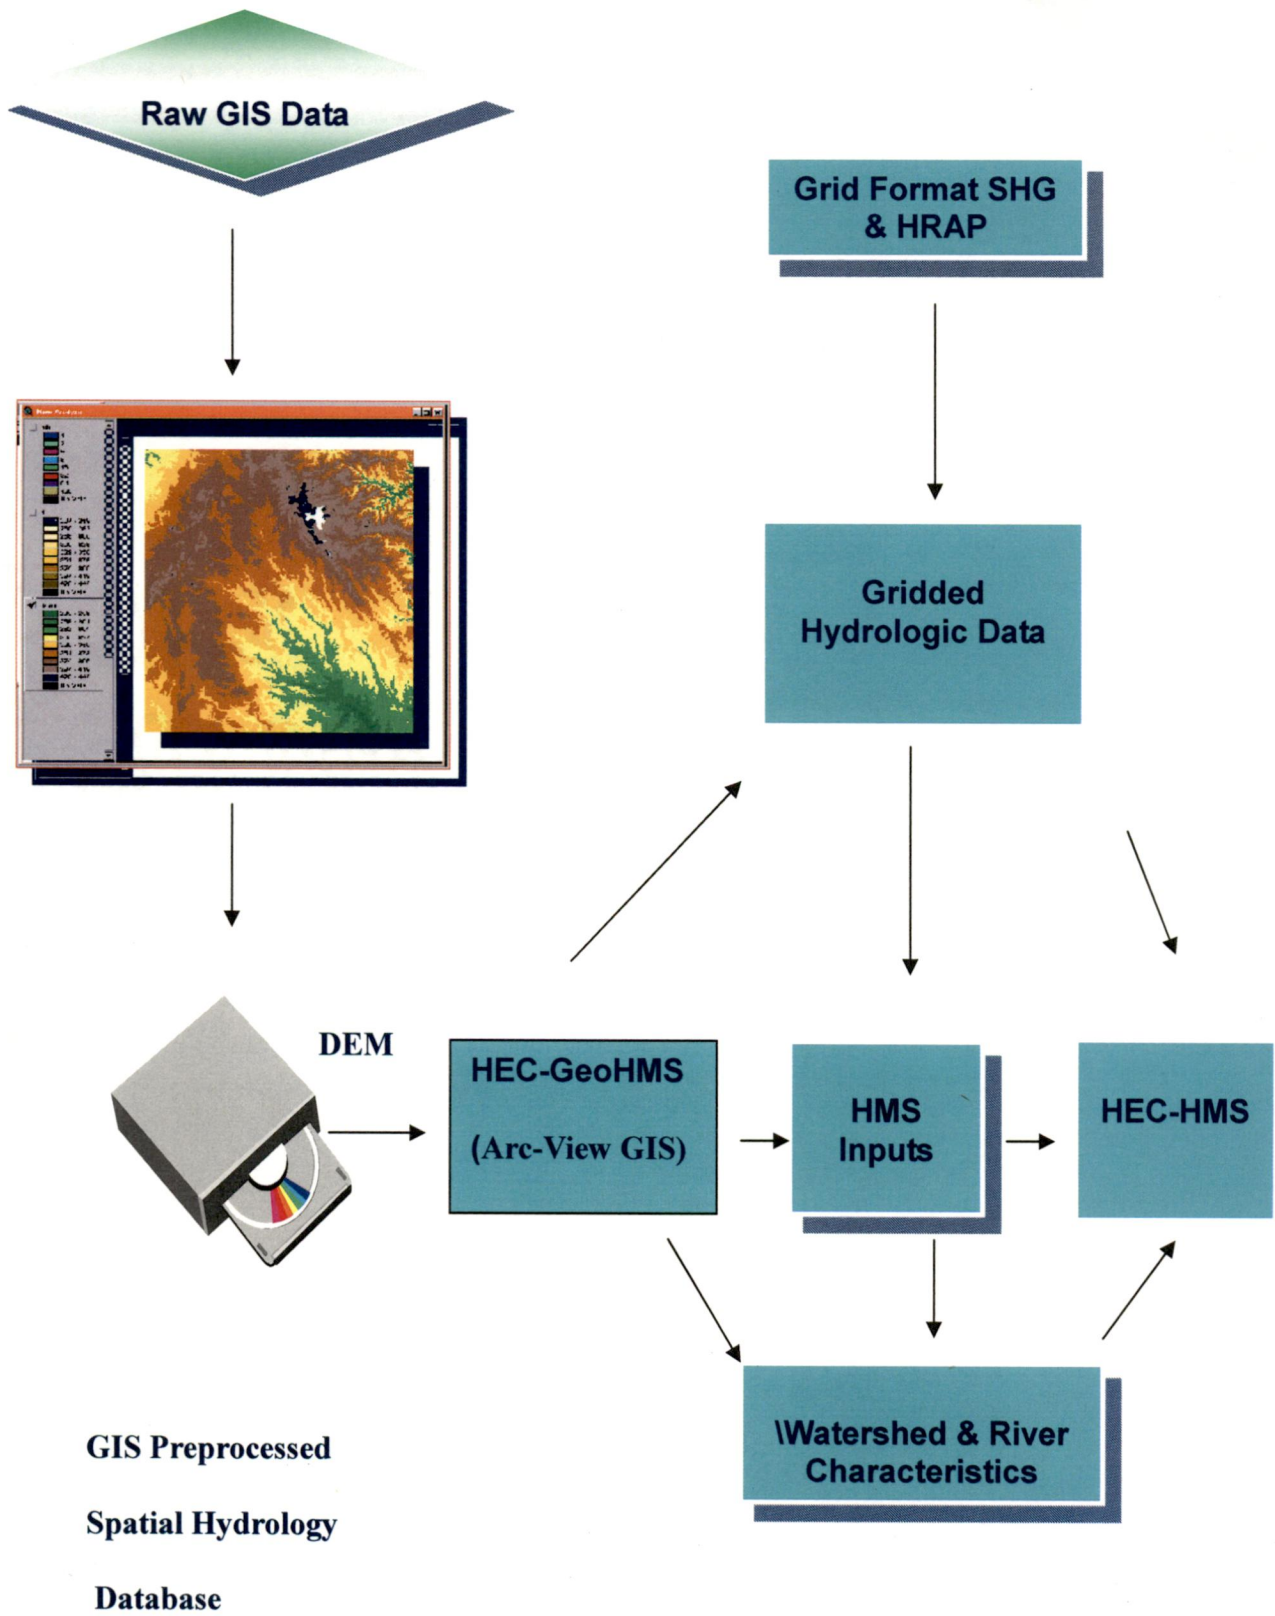 Raw GIS Data
Grid Format SHG
& HRAP
Gridded
Hydrologic Data
DEM
HEC-GeoHMS
(Arc-View GIS)
HMS
Inputs
HEC-HMS
\Watershed & River
Characteristics
GIS Preprocessed
Spatial Hydrology
Database